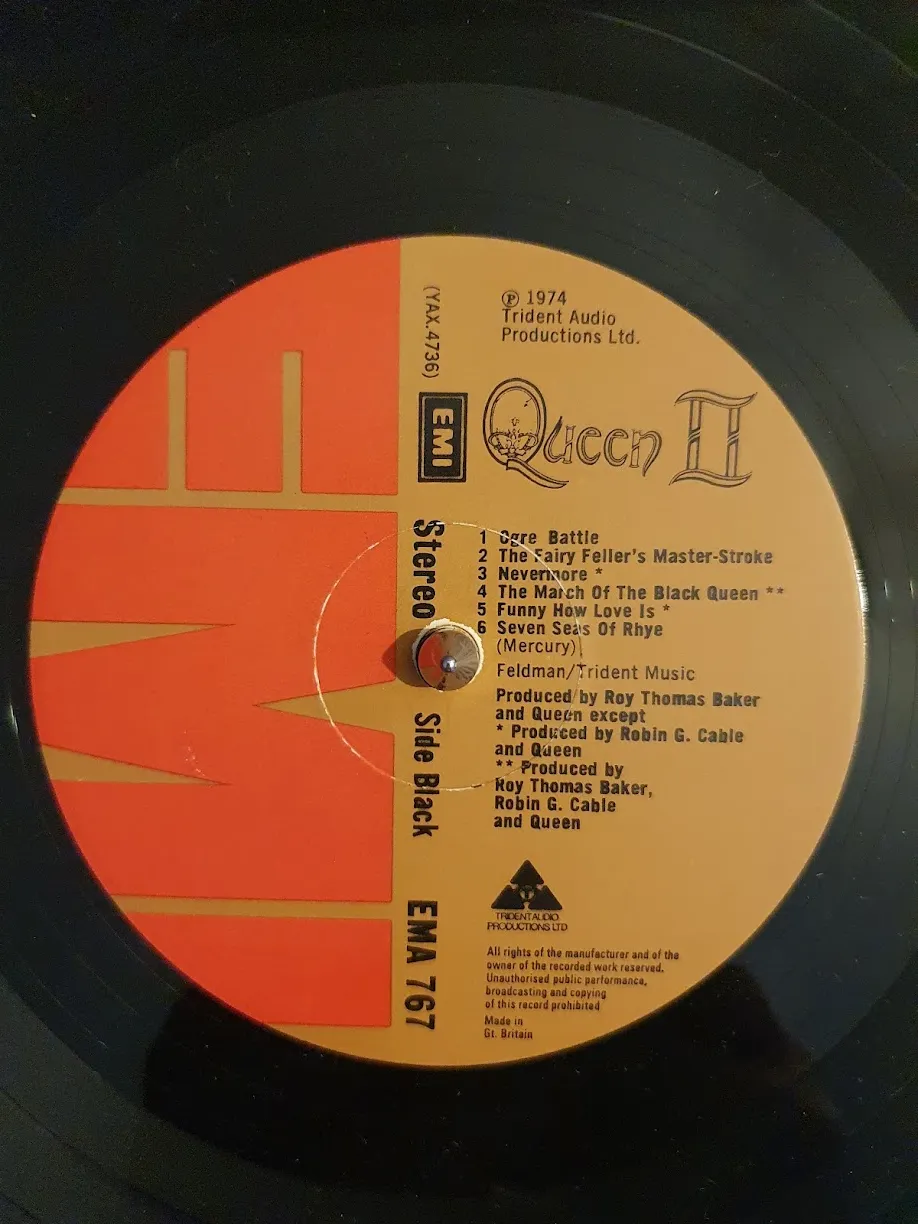 ℗ 1974
Trident Audio
Productions Ltd.
(YAX.4736)
EMI
Queen II
Stereo
1 Ogre Battle
2 The Fairy Feller's Master-Stroke
3 Nevermore *
4 The March Of The Black Queen **
5 Funny How Love Is *
6 Seven Seas Of Rhye
(Mercury)
Feldman/Trident Music
Side Black
Produced by Roy Thomas Baker
and Queen except
* Produced by Robin G. Cable
and Queen
** Produced by
Roy Thomas Baker,
Robin G. Cable
and Queen
EMA 767
TRIDENT AUDIO
PRODUCTIONS LTD
All rights of the manufacturer and of the
owner of the recorded work reserved.
Unauthorised public performance,
broadcasting and copying
of this record prohibited
Made in
Gt. Britain
EMI